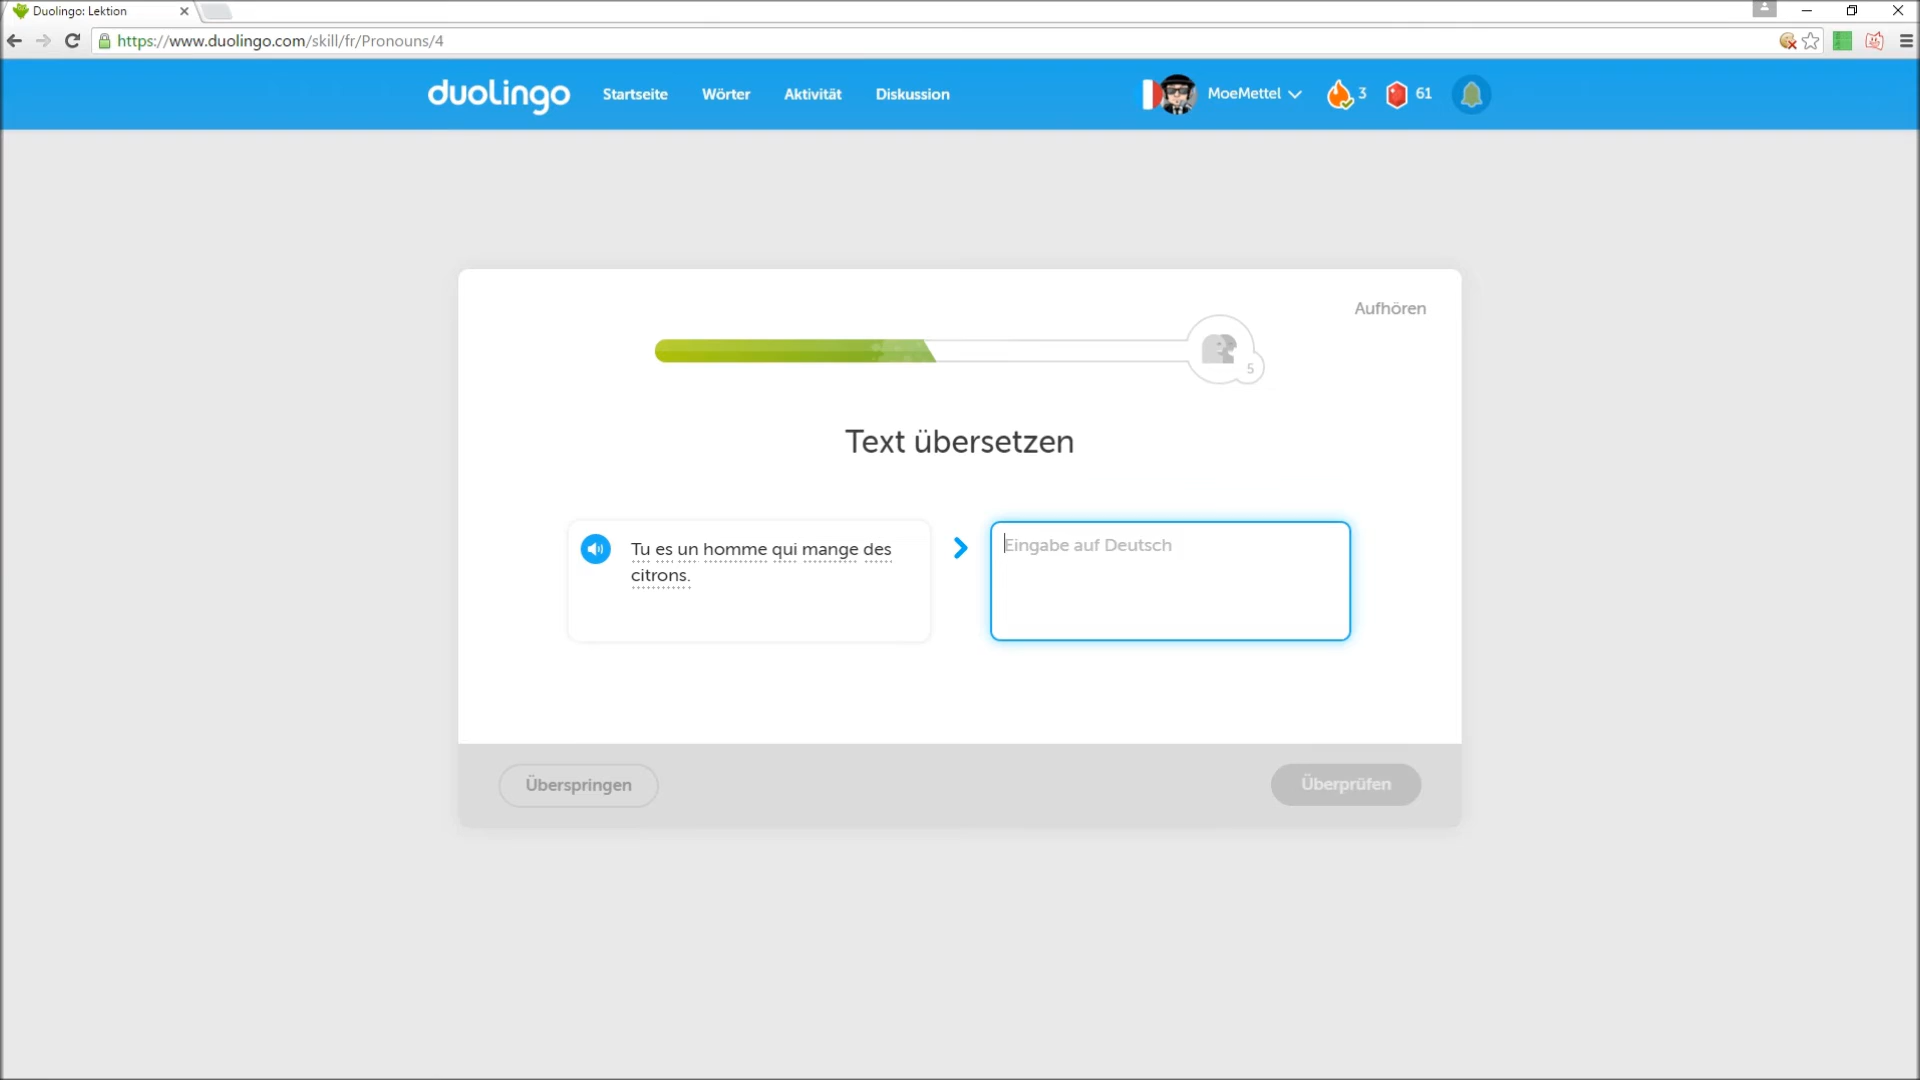 Duolingo: Lektion
https://www.duolingo.com/skill/fr/Pronouns/4
duolingo
Startseite
Wörter
Aktivität
Diskussion
MoeMettel
3
61
Aufhören
5
Text übersetzen
Tu es un homme qui mange des
citrons.
Eingabe auf Deutsch
Überspringen
Überprüfen